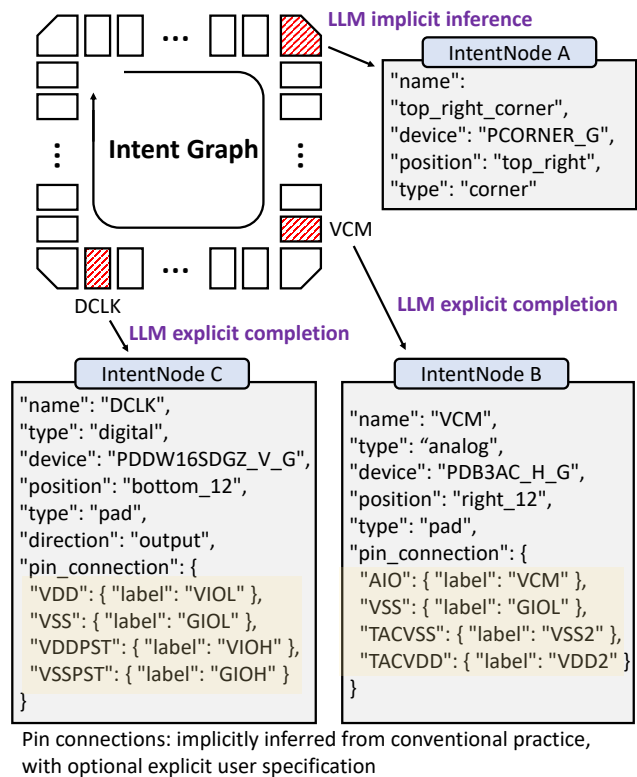 LLM implicit inference
IntentNode A
"name":
"top_right_corner",
"device": "PCORNER_G",
"position": "top_right",
"type": "corner"
Intent Graph
VCM
DCLK
LLM explicit completion
LLM explicit completion
IntentNode C
"name": "DCLK",
"type": "digital",
"device": "PDDW16SDGZ_V_G",
"position": "bottom_12",
"type": "pad",
"direction": "output",
"pin_connection": {
"VDD": { "label": "VIOL" },
"VSS": { "label": "GIOL" },
"VDDPST": { "label": "VIOH" },
"VSSPST": { "label": "GIOH" }
}
IntentNode B
"name": "VCM",
"type": “analog",
"device": "PDB3AC_H_G",
"position": "right_12",
"type": "pad",
"pin_connection": {
"AIO": { "label": "VCM" },
"VSS": { "label": "GIOL" },
"TACVSS": { "label": "VSS2" },
"TACVDD": { "label": "VDD2" }
}
Pin connections: implicitly inferred from conventional practice,
with optional explicit user specification